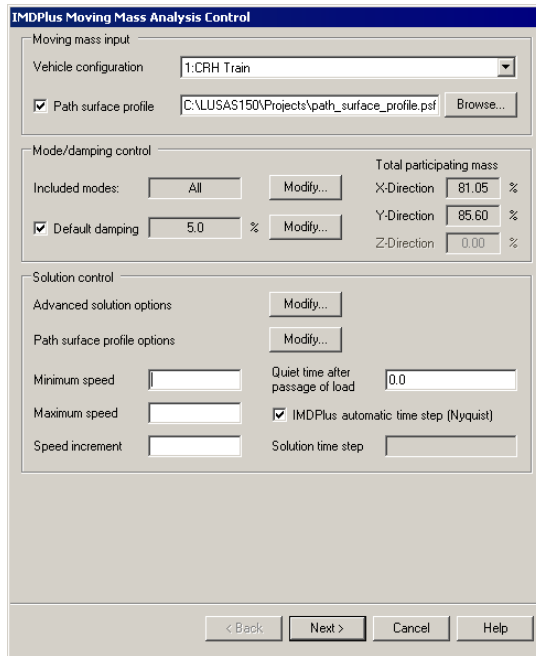 IMDPlus Moving Mass Analysis Control
Moving mass input
Vehicle configuration 1:CRH Train
Path surface profile C:\LUSAS150\Projects\path_surface_profile.psf Browse...
Mode/damping control
Total participating mass
Included modes: All Modify... X-Direction 81.05 %
Y-Direction 85.60 %
Default damping 5.0 % Modify...
Z-Direction 0.00 %
Solution control
Advanced solution options Modify...
Path surface profile options Modify...
Minimum speed Quiet time after passage of load 0.0
Maximum speed IMDPlus automatic time step (Nyquist)
Speed increment Solution time step
< Back Next > Cancel Help